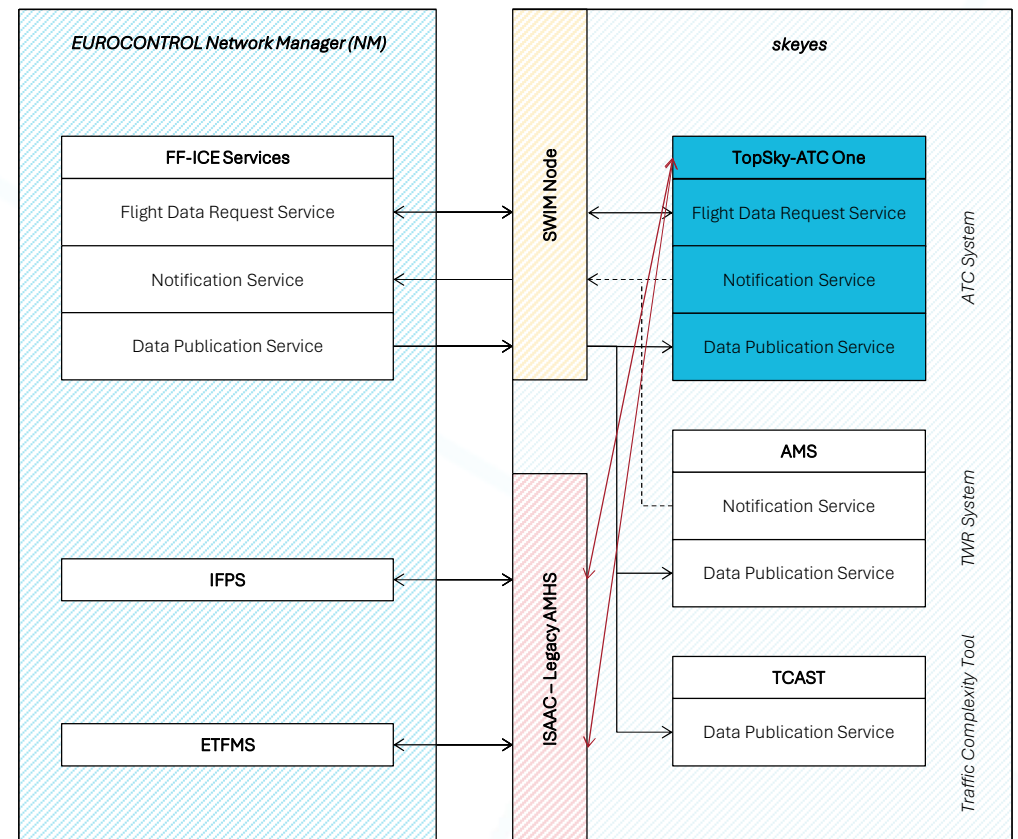 EUROCONTROL Network Manager (NM)
FF-ICE Services
Flight Data Request Service
Notification Service
Data Publication Service
IFPS
ETFMS
SWIM Node
ISAAC – Legacy AMHS
skeyes
TopSky-ATC One
Flight Data Request Service
Notification Service
Data Publication Service
ATC System
AMS
Notification Service
Data Publication Service
TWR System
TCAST
Data Publication Service
Traffic Complexity Tool